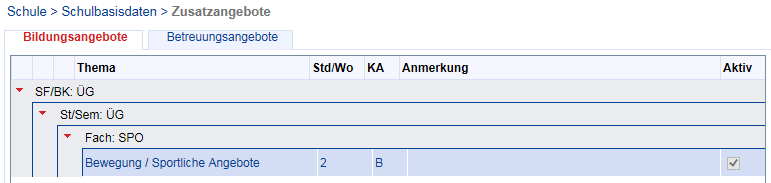 Schule > Schulbasisdaten > Zusatzangebote
Bildungsangebote Betreuungsangebote
Thema Std/Wo KA Anmerkung Aktiv
SF/BK: ÜG
St/Sem: ÜG
Fach: SPO
Bewegung / Sportliche Angebote 2 B